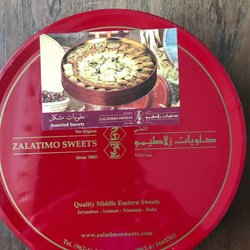 حلويات مشكل
Assorted Sweets
ZALATIMO SWEETS
The Original
ZALATIMO SWEETS
Since 1860
حلويات زلاطيمو
Quality Middle Eastern Sweets
Jerusalem - Amman - Manama - Doha
www.zalatimosweets.com